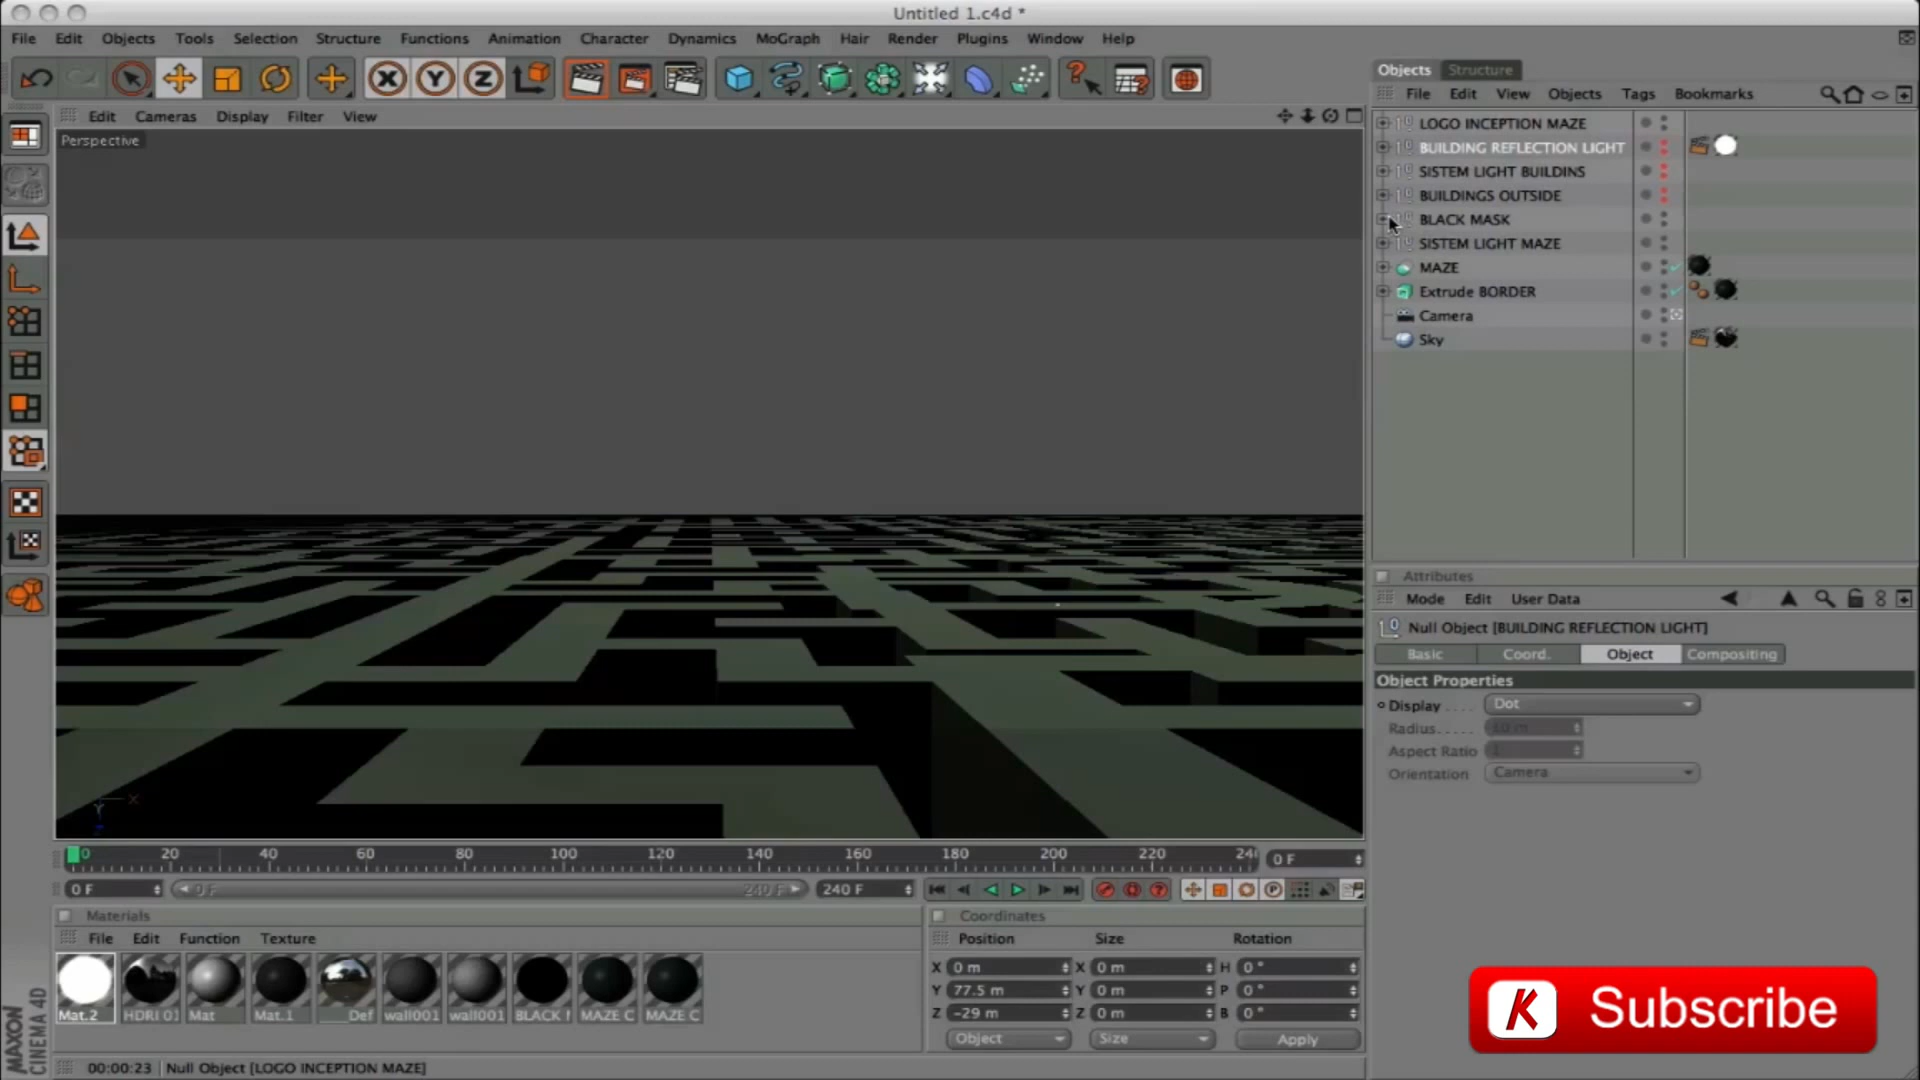 Untitled 1.c4d *
File Edit Objects Tools Selection Structure Functions Animation Character Dynamics MoGraph Hair Render Plugins Window Help
X Y Z
Edit Cameras Display Filter View
Perspective
Objects Structure
File Edit View Objects Tags Bookmarks
LOGO INCEPTION MAZE
BUILDING REFLECTION LIGHT
SISTEM LIGHT BUILDINS
BUILDINGS OUTSIDE
BLACK MASK
SISTEM LIGHT MAZE
MAZE
Extrude BORDER
Camera
Sky
Attributes
Mode Edit User Data
Null Object [BUILDING REFLECTION LIGHT]
Basic Coord. Object Compositing
Object Properties
Display . . . . Dot
Radius. . . . . 10 m
Aspect Ratio 1
Orientation Camera
0 20 40 60 80 100 120 140 160 180 200 220 24
0 F
0 F 0 F 240 F 240 F
Materials
File Edit Function Texture
Mat.2 HDRI 01 Mat Mat.1 ___Def wall001 wall001 BLACK MAZE C MAZE C
Coordinates
Position Size Rotation
X 0 m X 0 m H 0 °
Y 77.5 m Y 0 m P 0 °
Z -29 m Z 0 m B 0 °
Object Size Apply
MAXON
CINEMA 4D
00:00:23 Null Object [LOGO INCEPTION MAZE]
K Subscribe